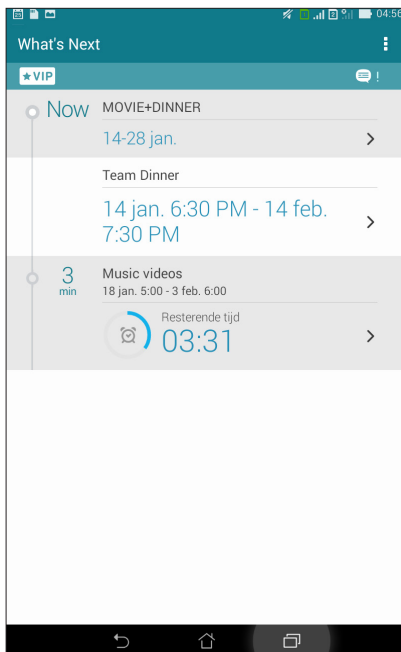 04:56
What's Next
VIP
!
Now
MOVIE+DINNER
14-28 jan.
Team Dinner
14 jan. 6:30 PM - 14 feb.
7:30 PM
3
min
Music videos
18 jan. 5:00 - 3 feb. 6:00
Resterende tijd
03:31